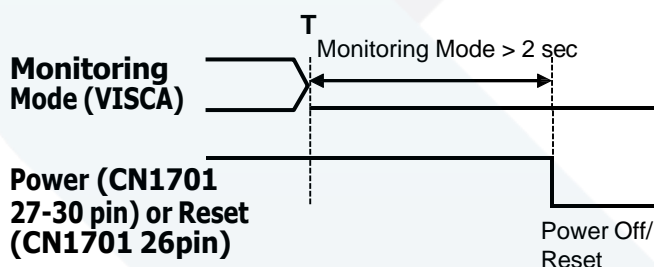 T
Monitoring Mode > 2 sec
Monitoring
Mode (VISCA)
Power (CN1701
27-30 pin) or Reset
(CN1701 26pin)
Power Off/
Reset